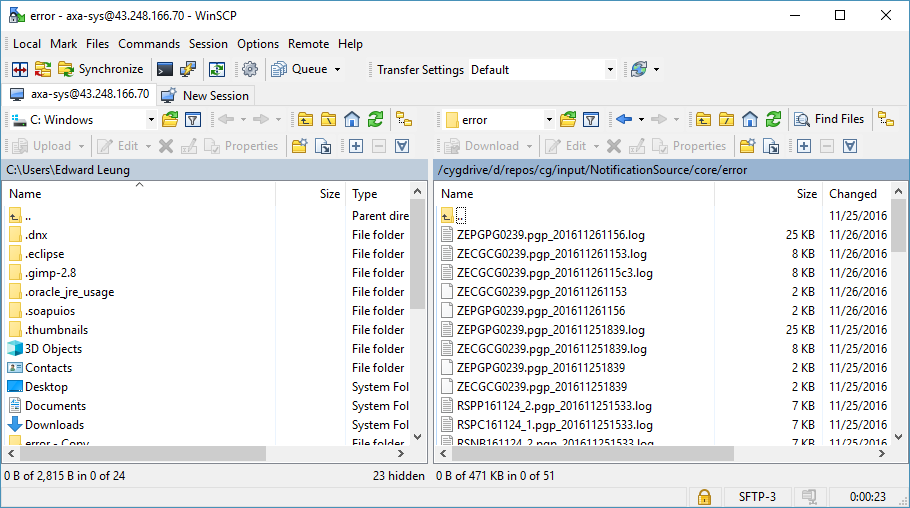 error - axa-sys@43.248.166.70 - WinSCP
Local Mark Files Commands Session Options Remote Help
Synchronize Queue Transfer Settings Default
axa-sys@43.248.166.70 New Session
C: Windows error Find Files
Upload Edit Properties Download Edit Properties
C:\Users\Edward Leung
Name Size Type
.. Parent dire
.dnx File folder
.eclipse File folder
.gimp-2.8 File folder
.oracle_jre_usage File folder
.soapuios File folder
.thumbnails File folder
3D Objects File folder
Contacts File folder
Desktop System Fol
Documents System Fol
Downloads System Fol
error - Copy File folder
0 B of 2,815 B in 0 of 24 23 hidden
/cygdrive/d/repos/cg/input/NotificationSource/core/error
Name Size Changed
.. 11/25/2016
ZEPGPG0239.pgp_201611261156.log 25 KB 11/26/2016
ZECGCG0239.pgp_201611261153.log 8 KB 11/26/2016
ZECGCG0239.pgp_20161126115c3.log 8 KB 11/26/2016
ZECGCG0239.pgp_201611261153 2 KB 11/26/2016
ZEPGPG0239.pgp_201611261156 2 KB 11/26/2016
ZEPGPG0239.pgp_201611251839.log 25 KB 11/25/2016
ZECGCG0239.pgp_201611251839.log 8 KB 11/25/2016
ZEPGPG0239.pgp_201611251839 2 KB 11/25/2016
ZECGCG0239.pgp_201611251839 2 KB 11/25/2016
RSPP161124_2.pgp_201611251533.log 7 KB 11/25/2016
RSPC161124_1.pgp_201611251533.log 7 KB 11/25/2016
RSNB161124_2.pgp_201611251533.log 7 KB 11/25/2016
0 B of 471 KB in 0 of 51
SFTP-3 0:00:23